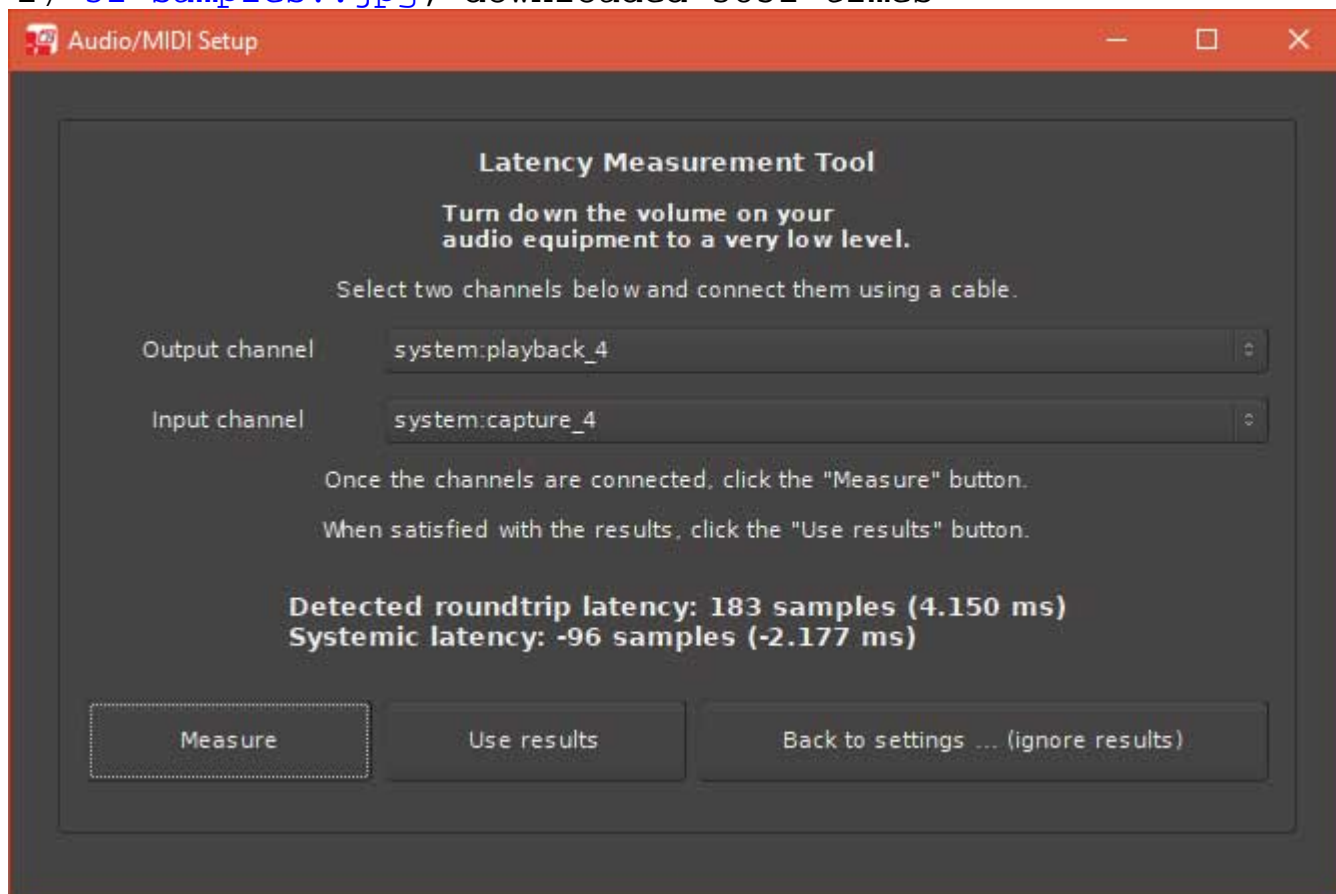 Audio/MIDI Setup
Latency Measurement Tool
Turn down the volume on your
audio equipment to a very low level.
Select two channels below and connect them using a cable.
Output channel system:playback_4
Input channel system:capture_4
Once the channels are connected, click the "Measure" button.
When satisfied with the results, click the "Use results" button.
Detected roundtrip latency: 183 samples (4.150 ms)
Systemic latency: -96 samples (-2.177 ms)
Measure Use results Back to settings ... (ignore results)